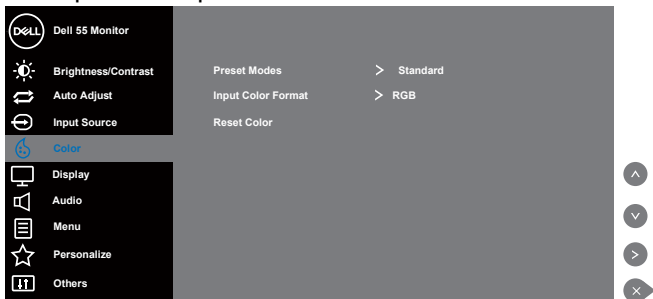 DELL Dell 55 Monitor
Brightness/Contrast Preset Modes > Standard
Auto Adjust Input Color Format > RGB
Input Source Reset Color
Color
Display
Audio
Menu
Personalize
Others